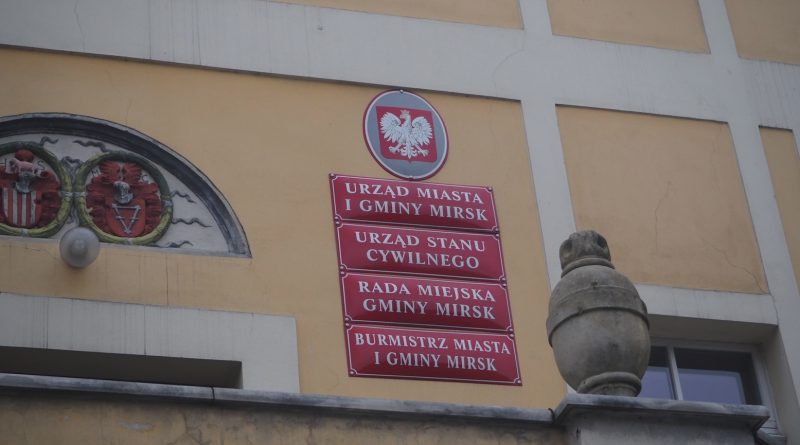 URZĄD MIASTA
I GMINY MIRSK
URZĄD STANU
CYWILNEGO
RADA MIEJSKA
GMINY MIRSK
BURMISTRZ MIASTA
I GMINY MIRSK